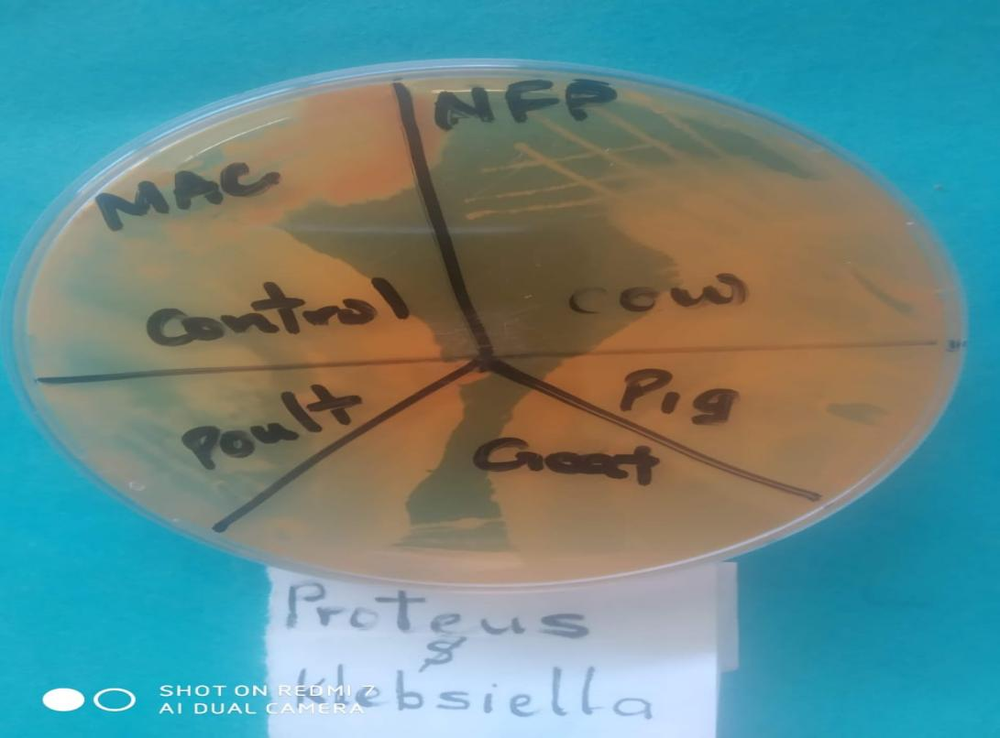 NFP
MAC
Control
cow
Poult
Pig
Goat
Proteus
&
Klebsiella
SHOT ON REDMI 7
AI DUAL CAMERA